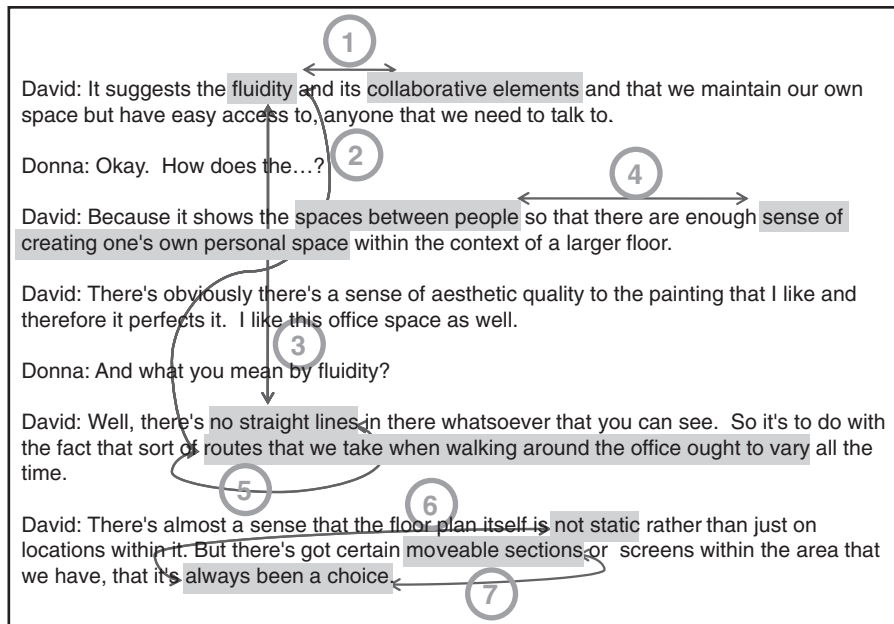 1
David: It suggests the fluidity and its collaborative elements and that we maintain our own
space but have easy access to, anyone that we need to talk to.
2
Donna: Okay.  How does the…?
4
David: Because it shows the spaces between people so that there are enough sense of
creating one's own personal space within the context of a larger floor.
David: There's obviously there's a sense of aesthetic quality to the painting that I like and
therefore it perfects it.  I like this office space as well.
3
Donna: And what you mean by fluidity?
David: Well, there's no straight lines in there whatsoever that you can see.  So it's to do with
the fact that sort of routes that we take when walking around the office ought to vary all the
time.
5
6
David: There's almost a sense that the floor plan itself is not static rather than just on
locations within it. But there's got certain moveable sections or  screens within the area that
we have, that it's always been a choice.
7